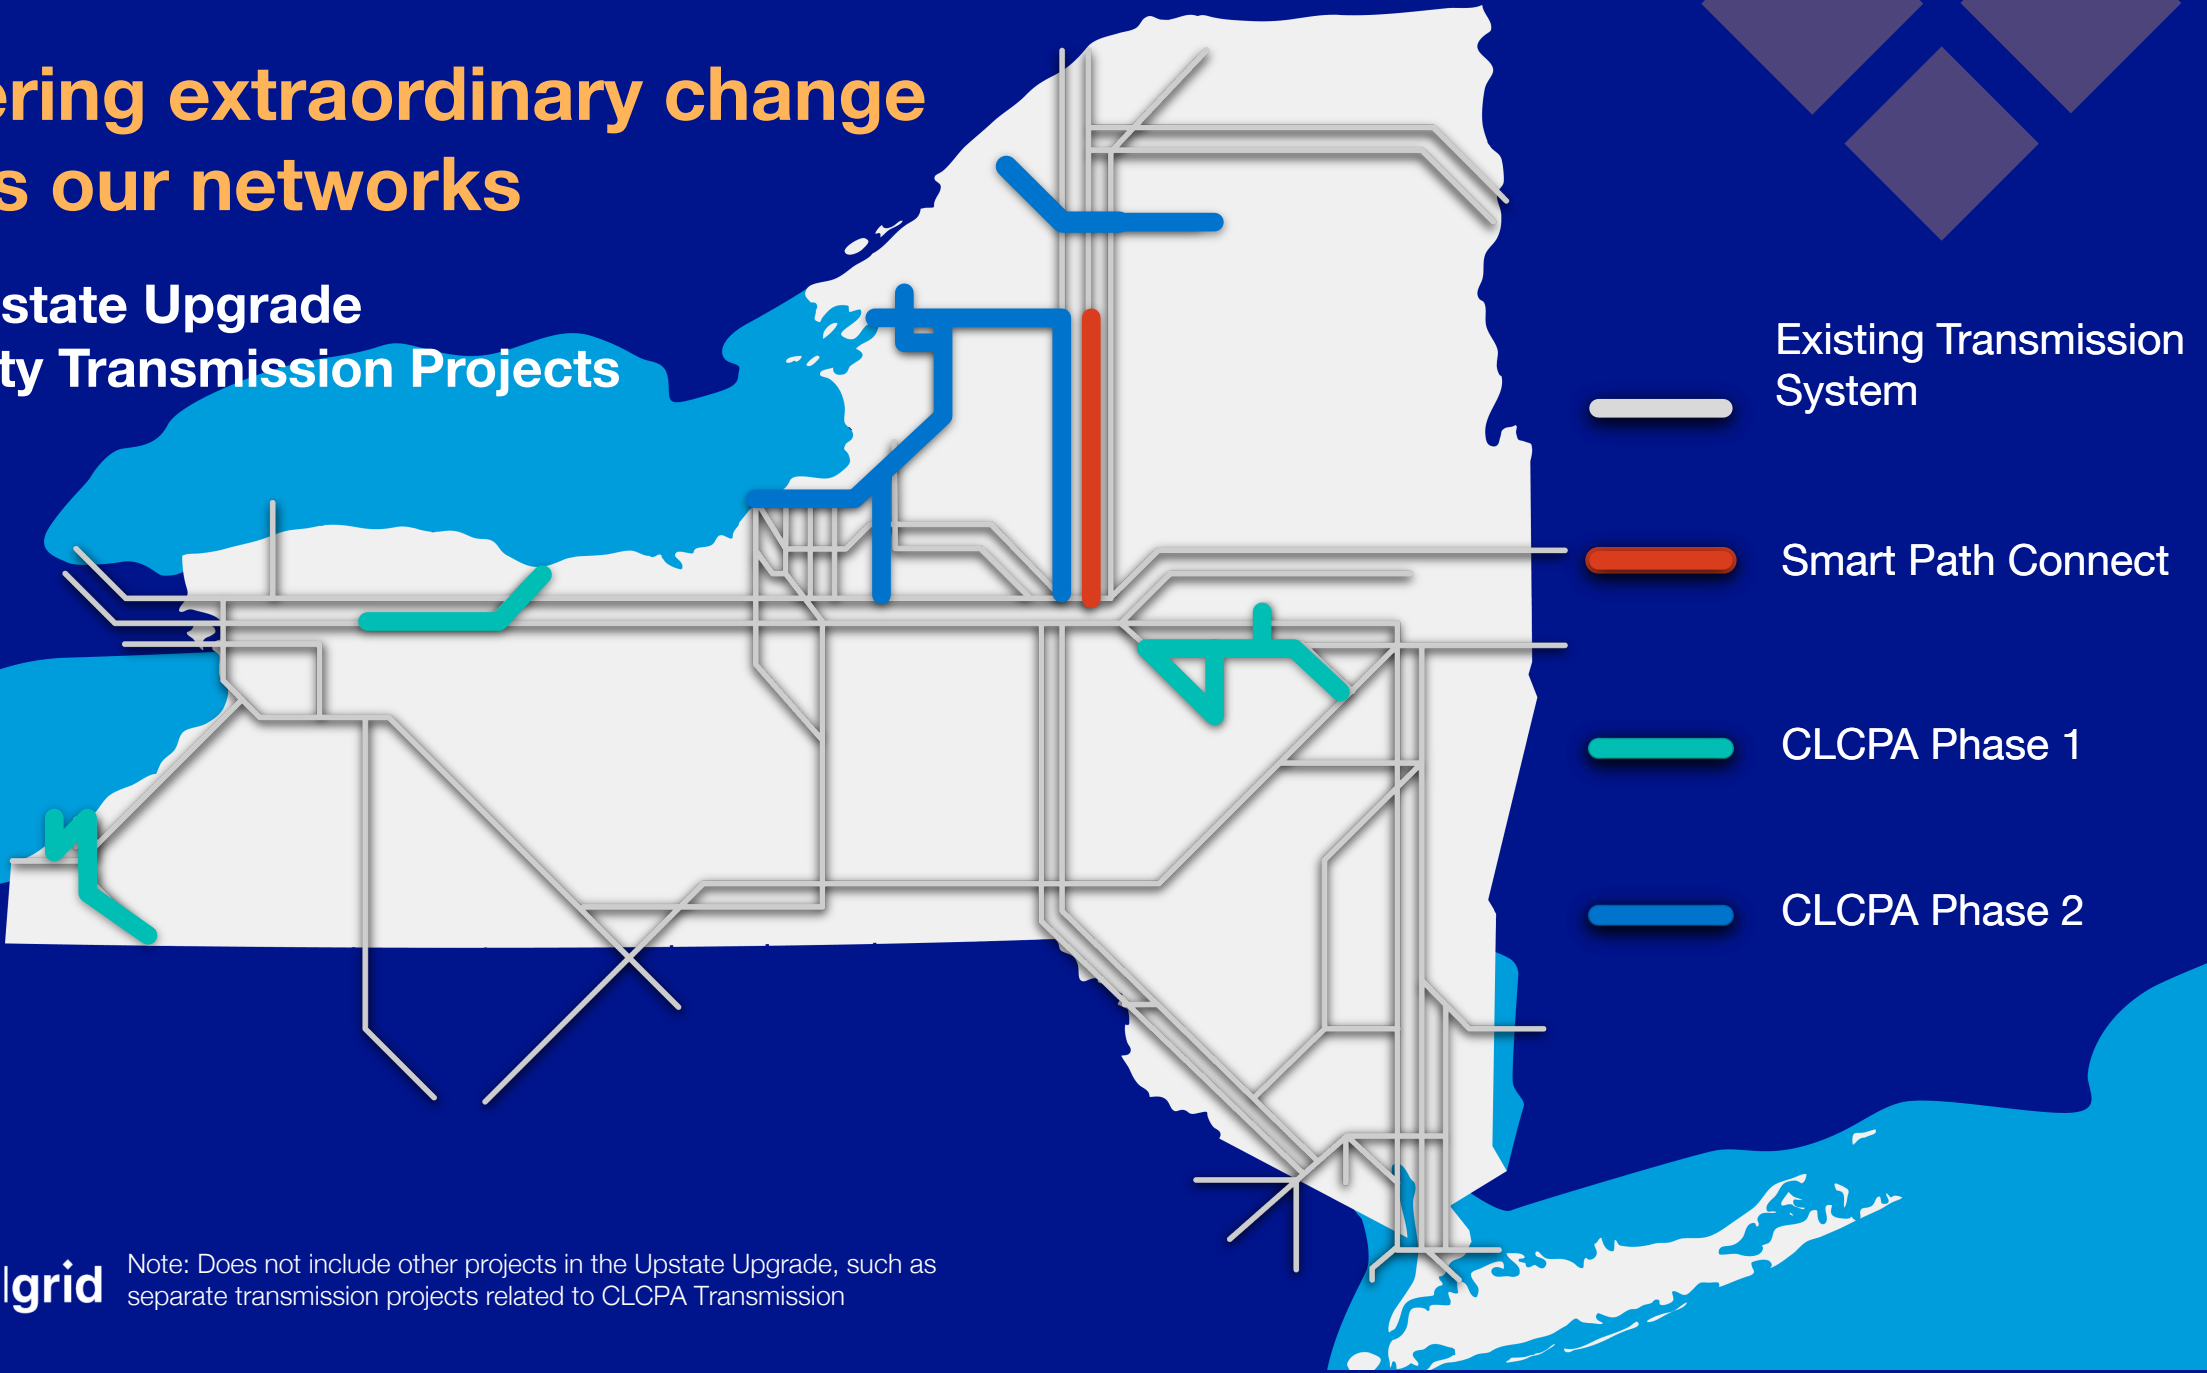 ering extraordinary change
s our networks
state Upgrade
ty Transmission Projects
Existing Transmission
System
Smart Path Connect
CLCPA Phase 1
CLCPA Phase 2
lgrid
Note: Does not include other projects in the Upstate Upgrade, such as
separate transmission projects related to CLCPA Transmission